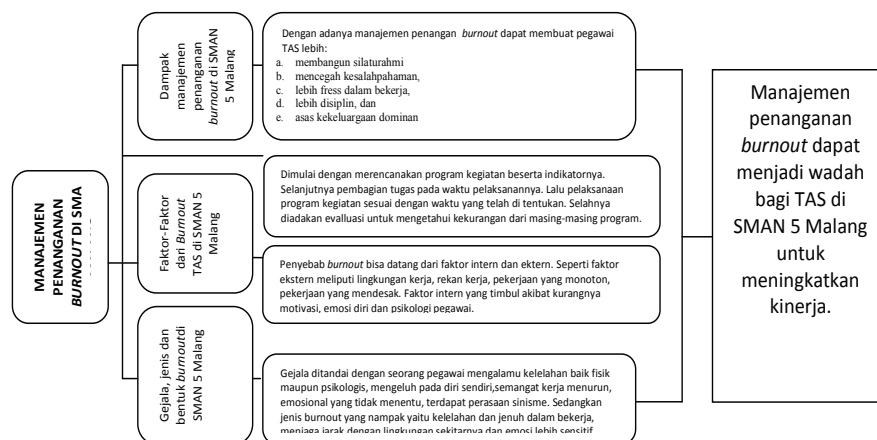 MANAJEMEN
PENANGANAN
BURNOUT DI SMA
Dampak
manajemen
penanganan
burnout di SMAN
5 Malang
Dengan adanya manajemen penangan burnout dapat membuat pegawai
TAS lebih:
a. membangun silaturahmi
b. mencegah kesalahpahaman,
c. lebih fress dalam bekerja,
d. lebih disiplin, dan
e. asas kekeluargaan dominan
Dimulai dengan merencanakan program kegiatan beserta indikatornya.
Selanjutnya pembagian tugas pada waktu pelaksanannya. Lalu pelaksanaan
program kegiatan sesuai dengan waktu yang telah di tentukan. Selahnya
diadakan evalluasi untuk mengetahui kekurangan dari masing-masing program.
Faktor-Faktor
dari Burnout
TAS di SMAN 5
Malang
Penyebab burnout bisa datang dari faktor intern dan ektern. Seperti faktor
ekstern meliputi lingkungan kerja, rekan kerja, pekerjaan yang monoton,
pekerjaan yang mendesak. Faktor intern yang timbul akibat kurangnya
motivasi, emosi diri dan psikologi pegawai.
Gejala, jenis dan
bentuk burnoutdi
SMAN 5 Malang
Gejala ditandai dengan seorang pegawai mengalamu kelelahan baik fisik
maupun psikologis, mengeluh pada diri sendiri,semangat kerja menurun,
emosional yang tidak menentu, terdapat perasaan sinisme. Sedangkan
jenis burnout yang nampak yaitu kelelahan dan jenuh dalam bekerja,
menjaga jarak dengan lingkungan sekitarnya dan emosi lebih sensitif
Manajemen
penanganan
burnout dapat
menjadi wadah
bagi TAS di
SMAN 5 Malang
untuk
meningkatkan
kinerja.